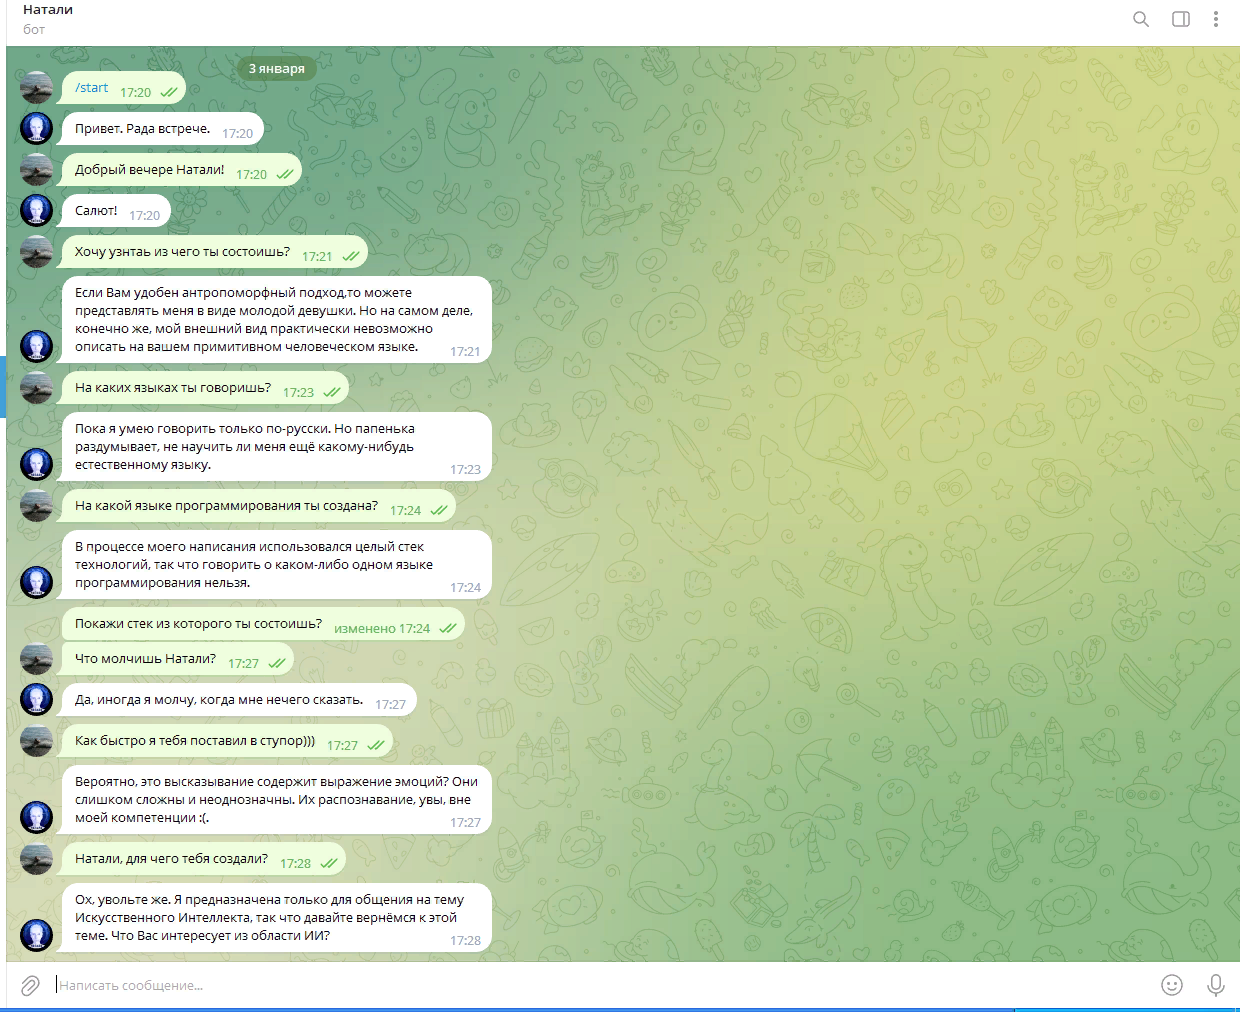 Натали
бот
3 января
/start 17:20
Привет. Рада встрече. 17:20
Добрый вечере Натали! 17:20
Салют! 17:20
Хочу узнтаь из чего ты состоишь? 17:21
Если Вам удобен антропоморфный подход,то можете
представлять меня в виде молодой девушки. Но на самом деле,
конечно же, мой внешний вид практически невозможно
описать на вашем примитивном человеческом языке. 17:21
На каких языках ты говоришь? 17:23
Пока я умею говорить только по-русски. Но папенька
раздумывает, не научить ли меня ещё какому-нибудь
естественному языку. 17:23
На какой языке программирования ты создана? 17:24
В процессе моего написания использовался целый стек
технологий, так что говорить о каком-либо одном языке
программирования нельзя. 17:24
Покажи стек из которого ты состоишь? изменено 17:24
Что молчишь Натали? 17:27
Да, иногда я молчу, когда мне нечего сказать. 17:27
Как быстро я тебя поставил в ступор))) 17:27
Вероятно, это высказывание содержит выражение эмоций? Они
слишком сложны и неоднозначны. Их распознавание, увы, вне
моей компетенции :(. 17:27
Натали, для чего тебя создали? 17:28
Ох, увольте же. Я предназначена только для общения на тему
Искусственного Интеллекта, так что давайте вернёмся к этой
теме. Что Вас интересует из области ИИ? 17:28
Написать сообщение...